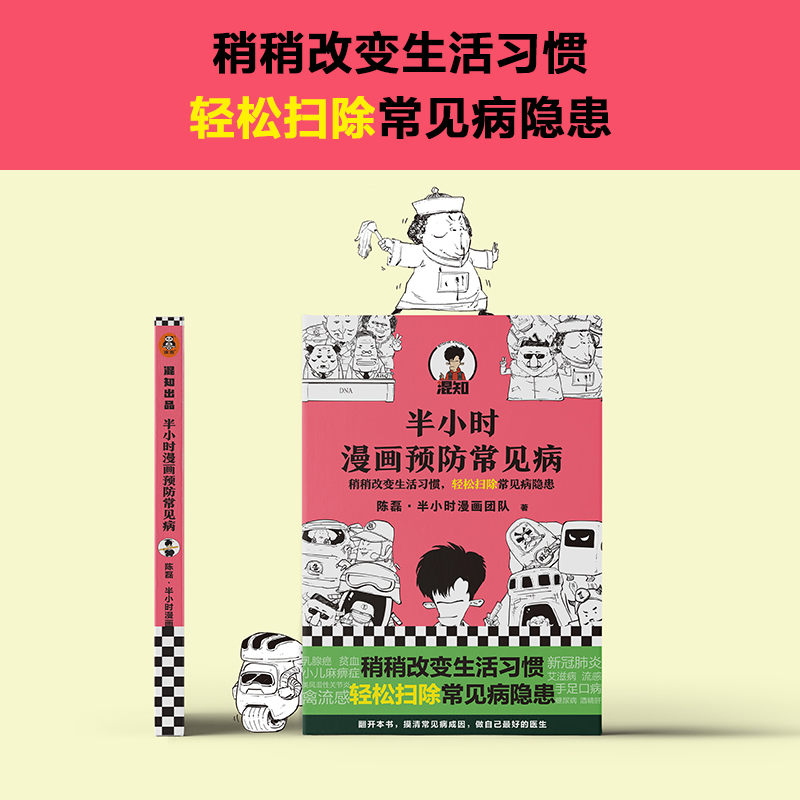 稍稍改变生活习惯
轻松扫除常见病隐患
混知出品
半小时漫画预防常见病
陈磊·半小时漫画
DNA
混知
半小时
漫画预防常见病
稍稍改变生活习惯,轻松扫除常见病隐患
陈磊·半小时漫画团队 著
乳腺癌 贫血
小儿麻痹症
禽流感
稍稍改变生活习惯
轻松扫除常见病隐患
新冠肺炎
艾滋病 流感
手足口病
糖尿病 酒精肝
翻开本书,摸清常见病成因,做自己最好的医生